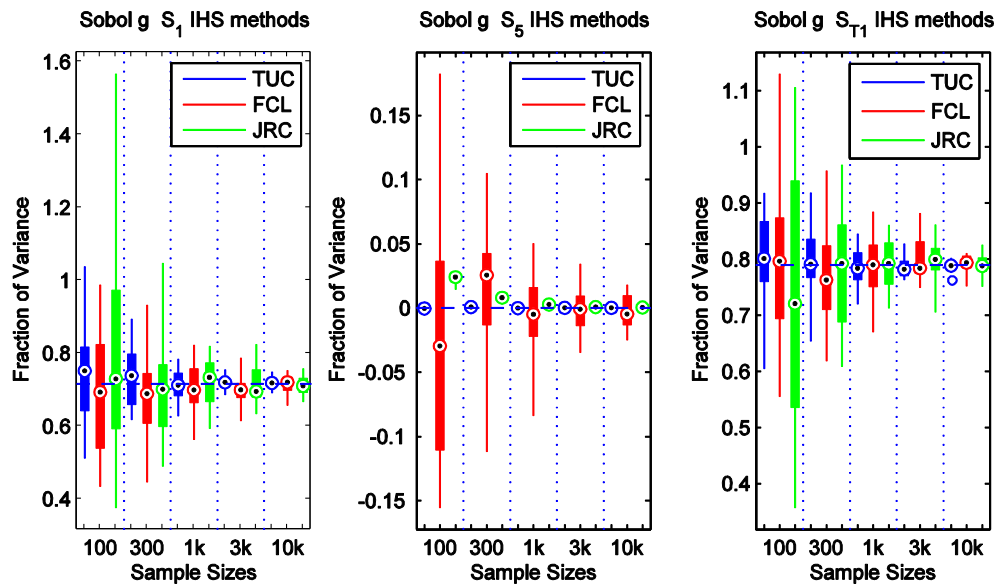 Sobol g S1 IHS methods
Fraction of Variance
1.6
1.4
1.2
1
0.8
0.6
0.4
TUC
FCL
JRC
100 300 1k 3k 10k
Sample Sizes
Sobol g S5 IHS methods
Fraction of Variance
0.15
0.1
0.05
0
-0.05
-0.1
-0.15
TUC
FCL
JRC
100 300 1k 3k 10k
Sample Sizes
Sobol g ST1 IHS methods
Fraction of Variance
1.1
1
0.9
0.8
0.7
0.6
0.5
0.4
TUC
FCL
JRC
100 300 1k 3k 10k
Sample Sizes